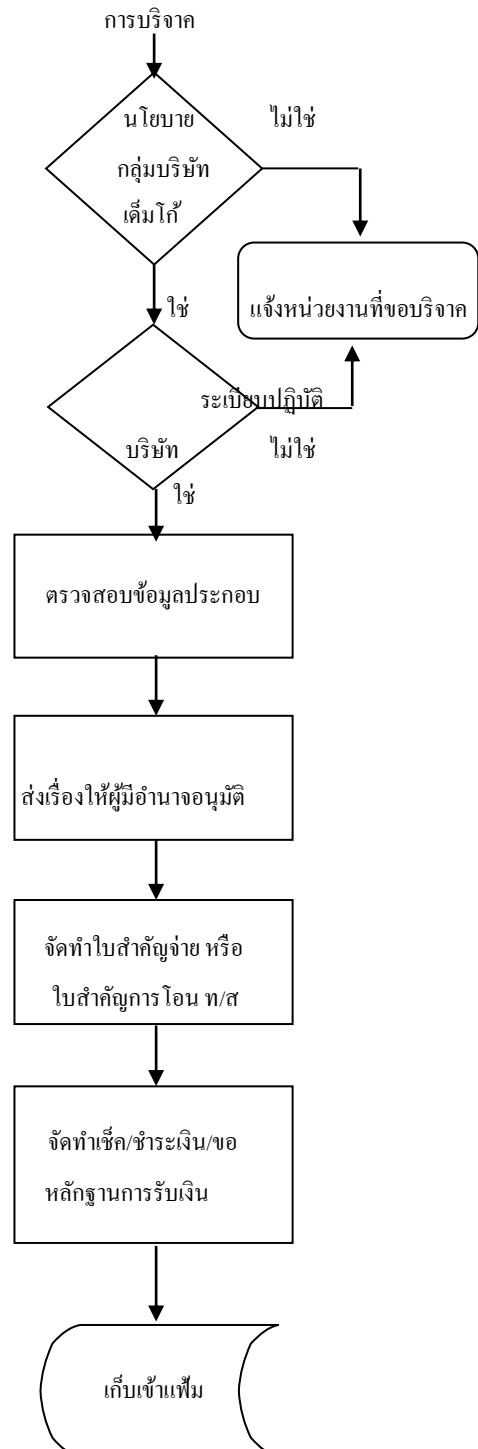 การบริจาค
นโยบาย
ไม่ใช่
กลุ่มบริษัท
เด็มโก้
แจ้งหน่วยงานที่ขอบริจาค
ใช่
ระเบียบปฏิบัติ
บริษัท
ไม่ใช่
ใช่
ตรวจสอบข้อมูลประกอบ
ส่งเรื่องให้ผู้มีอำนาจอนุมัติ
จัดทำใบสำคัญจ่าย หรือ
ใบสำคัญการโอน ท/ส
จัดทำเช็ค/ชำระเงิน/ขอ
หลักฐานการรับเงิน
เก็บเข้าแฟ้ม